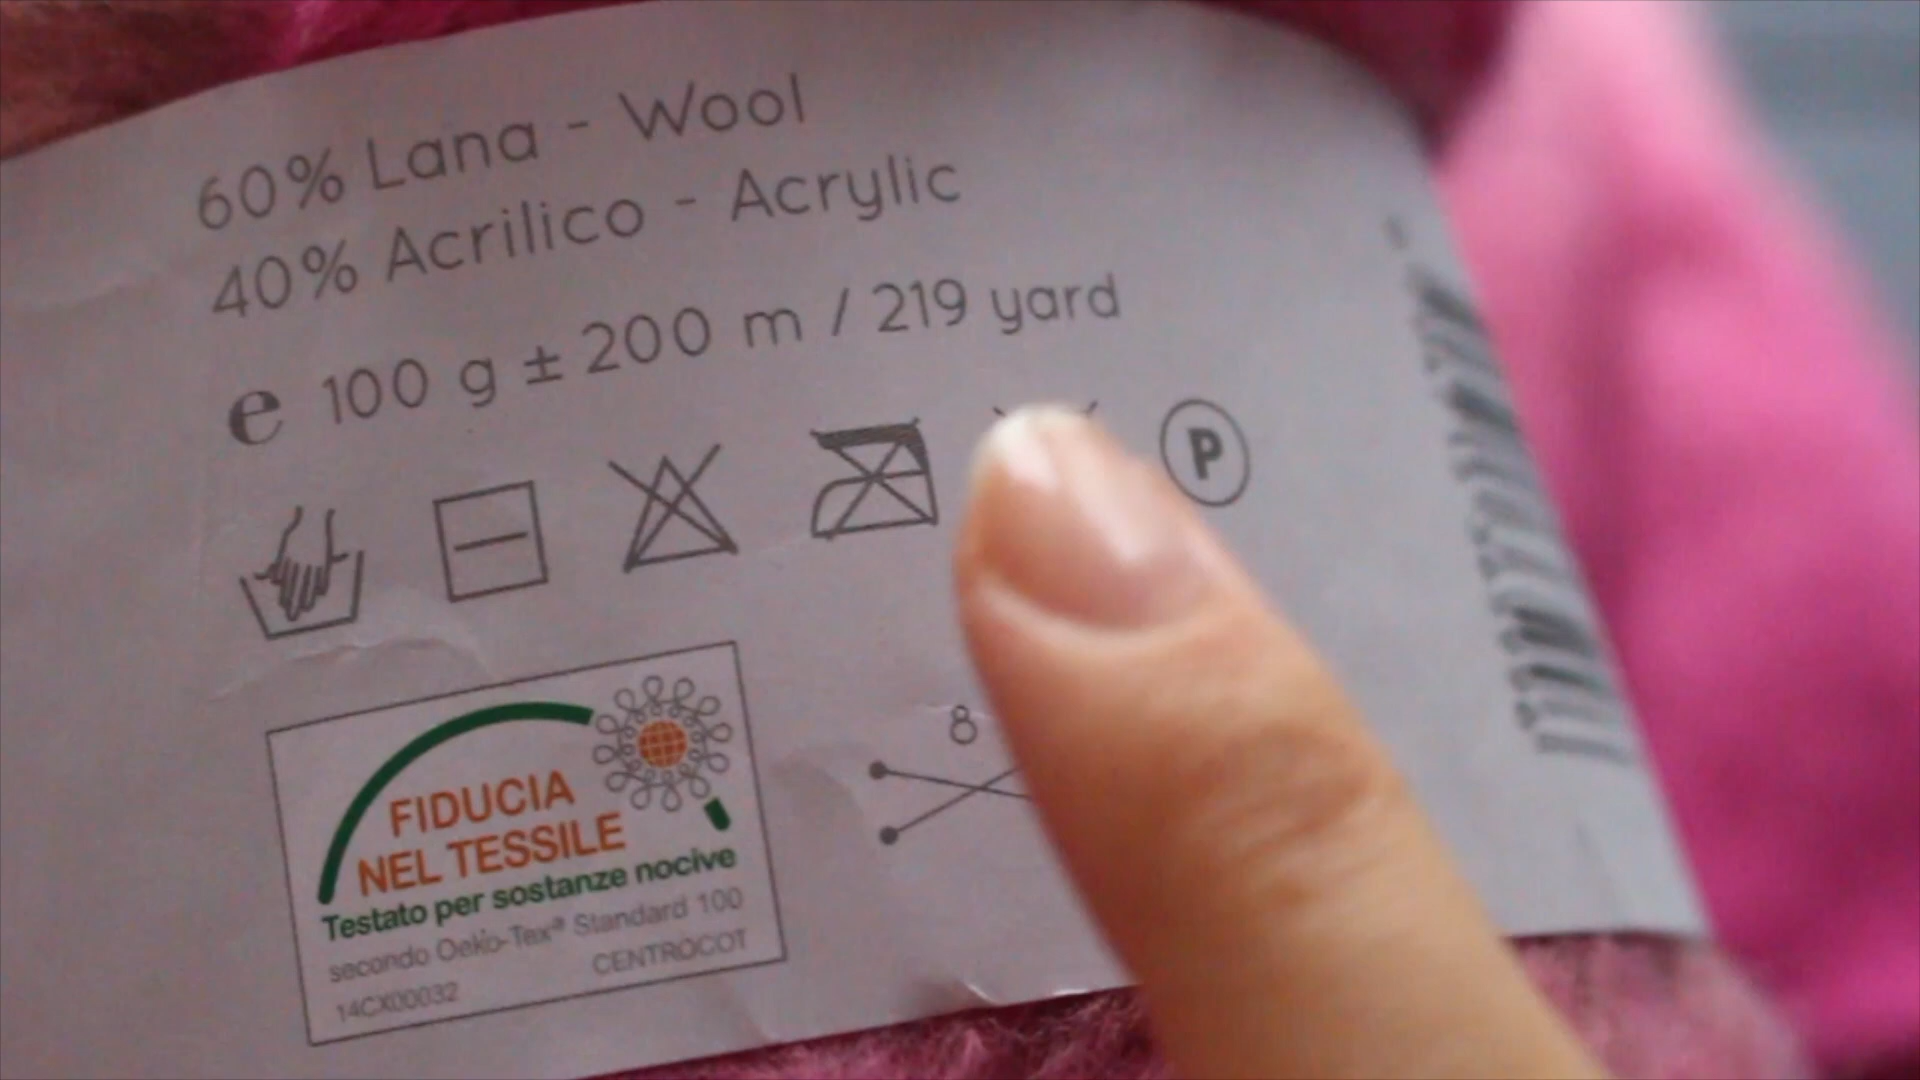 60% Lana - Wool
40% Acrilico - Acrylic
e 100 g ± 200 m / 219 yard
P
8
FIDUCIA
NEL TESSILE
Testato per sostanze nocive
secondo Oeko-Tex® Standard 100
14CX00032 CENTROCOT